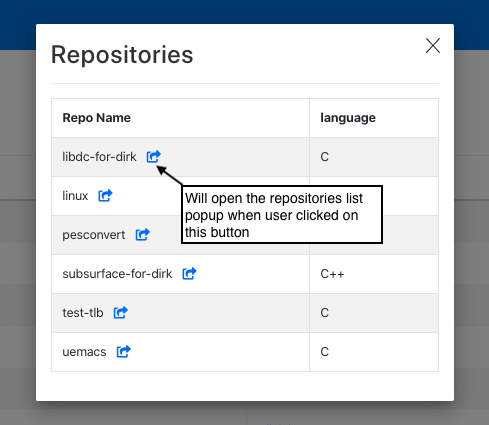 Repositories
Repo Name language
libdc-for-dirk C
linux
Will open the repositories list
popup when user clicked on
this button
pesconvert
subsurface-for-dirk C++
test-tlb C
uemacs C